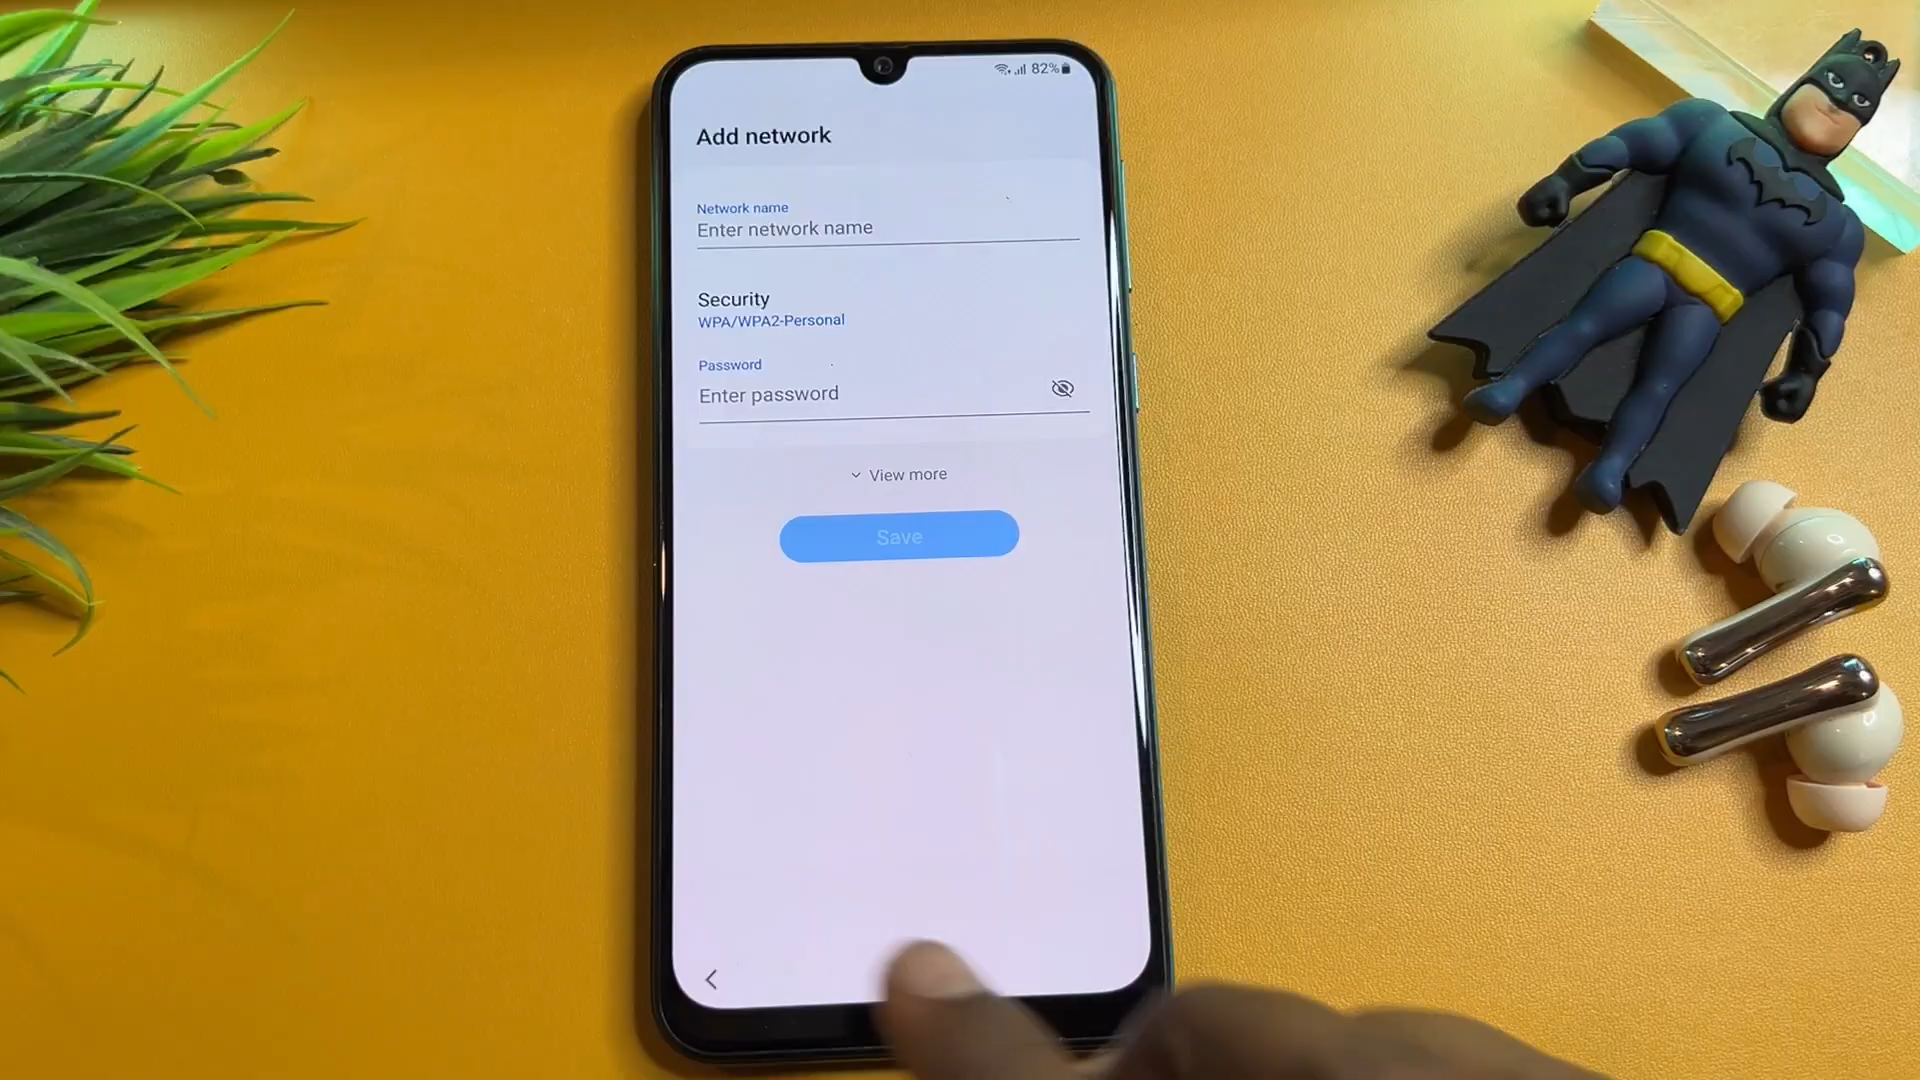 82%
Add network
Network name
Enter network name
Security
WPA/WPA2-Personal
Password
Enter password
View more
Save